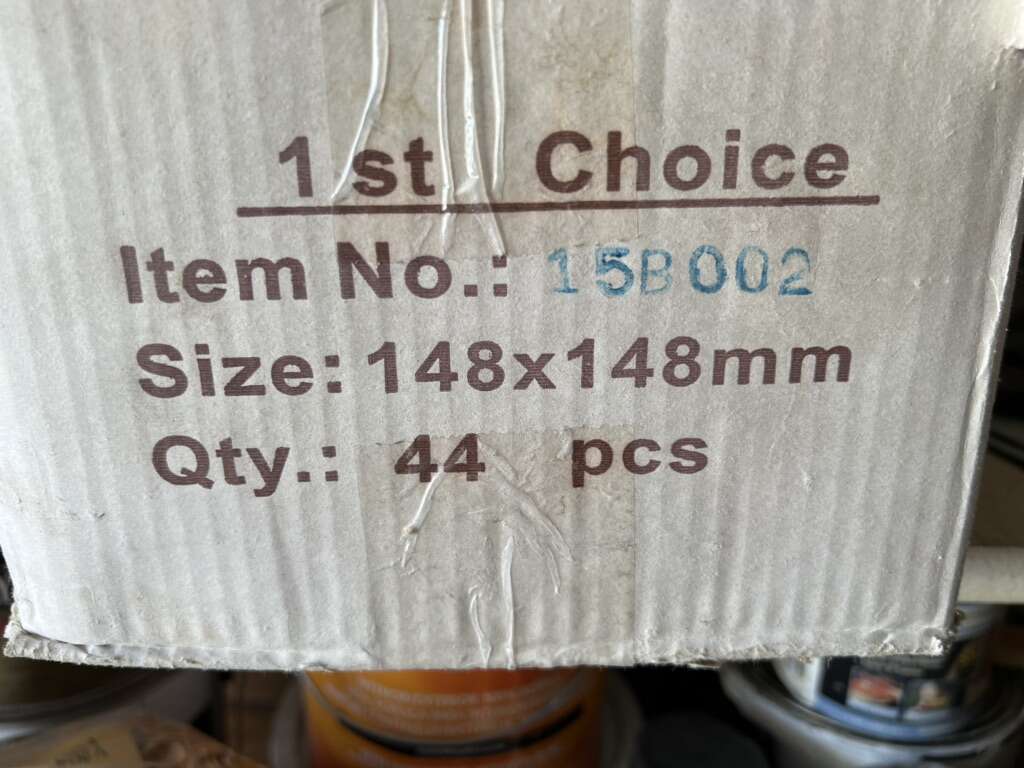 1 st Choice
Item No.: 15B002
Size: 148x148mm
Qty.: 44 pcs